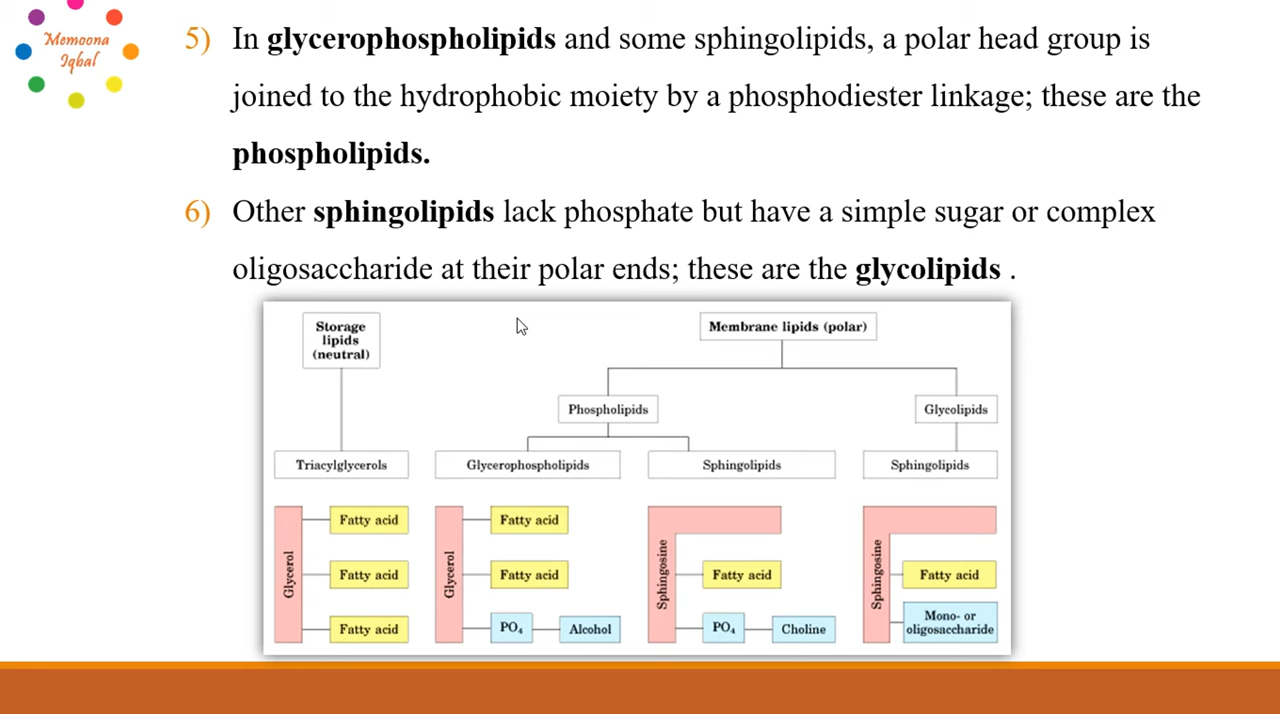 Memoona
Iqbal
5) In glycerophospholipids and some sphingolipids, a polar head group is
joined to the hydrophobic moiety by a phosphodiester linkage; these are the
phospholipids.
6) Other sphingolipids lack phosphate but have a simple sugar or complex
oligosaccharide at their polar ends; these are the glycolipids .
Storage
lipids
(neutral)
Membrane lipids (polar)
Phospholipids
Glycolipids
Triacylglycerols
Glycerophospholipids
Sphingolipids
Sphingolipids
Glycerol
Fatty acid
Fatty acid
Fatty acid
Glycerol
Fatty acid
Fatty acid
PO₄
Alcohol
Sphingosine
Fatty acid
PO₄
Choline
Sphingosine
Fatty acid
Mono- or
oligosaccharide